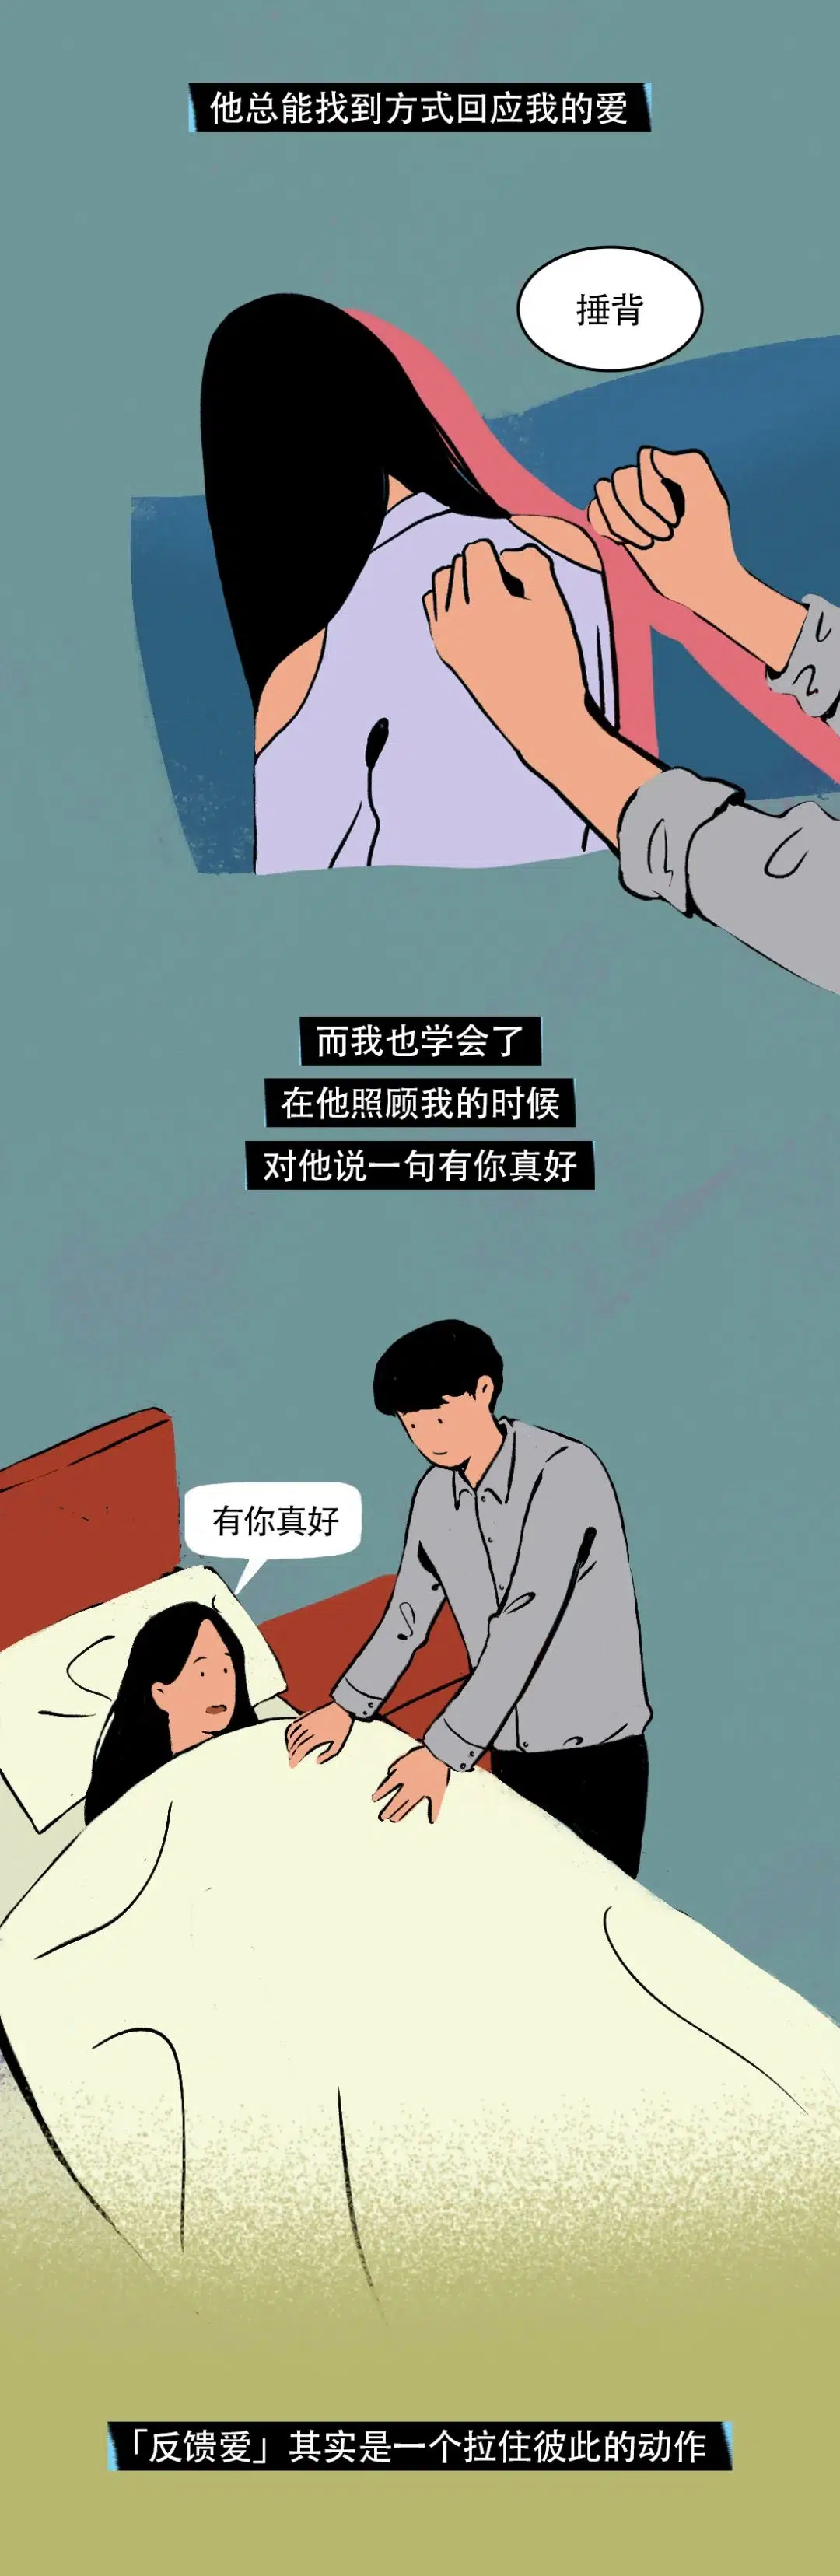 他总能找到方式回应我的爱
捶背
而我也学会了
在他照顾我的时候
对他说一句有你真好
有你真好
「反馈爱」其实是一个拉住彼此的动作